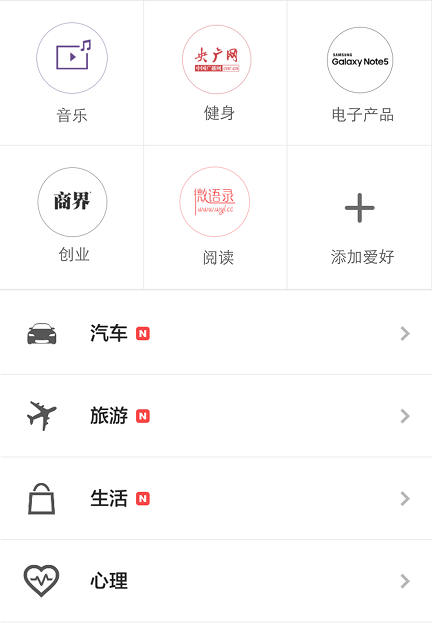 央广网
中国广播网 cnr.cn
SAMSUNG
Galaxy Note5
音乐
健身
电子产品
商界
微语录
www.wyl.cc
创业
阅读
添加爱好
汽车 N
旅游 N
生活 N
心理